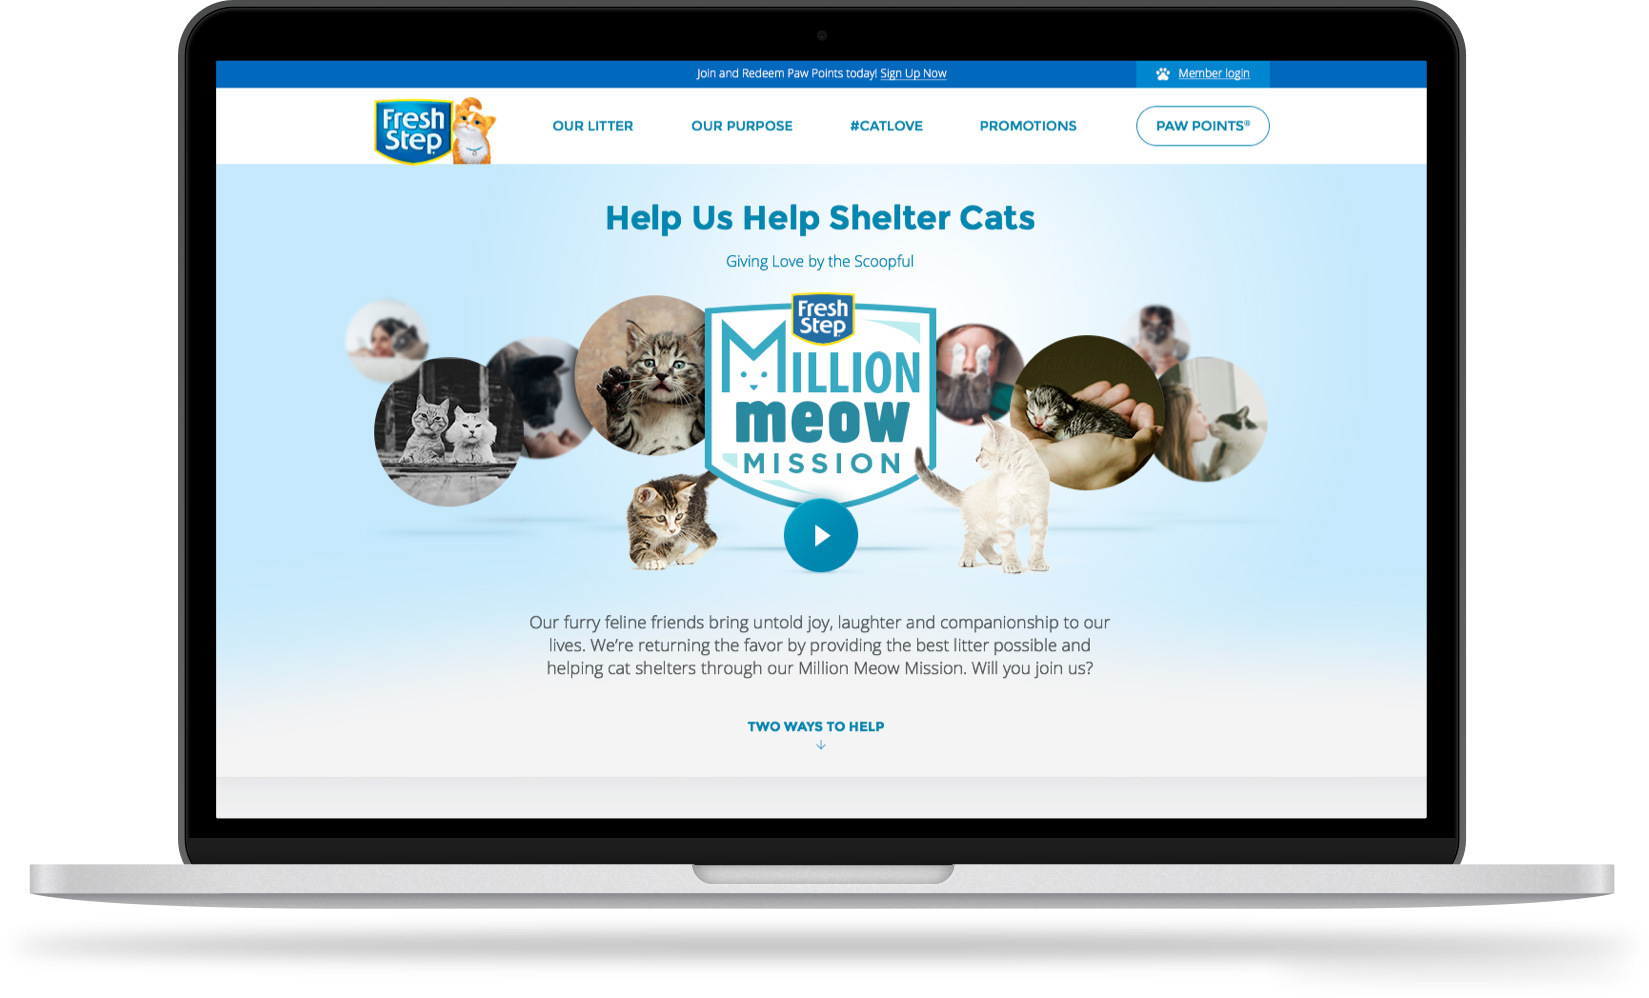 Join and Redeem Paw Points today! Sign Up Now
Member login
Fresh
Step
OUR LITTER
OUR PURPOSE
#CATLOVE
PROMOTIONS
PAW POINTS®
Help Us Help Shelter Cats
Giving Love by the Scoopful
Fresh
Step
MILLION
meow
MISSION
Our furry feline friends bring untold joy, laughter and companionship to our
lives. We’re returning the favor by providing the best litter possible and
helping cat shelters through our Million Meow Mission. Will you join us?
TWO WAYS TO HELP